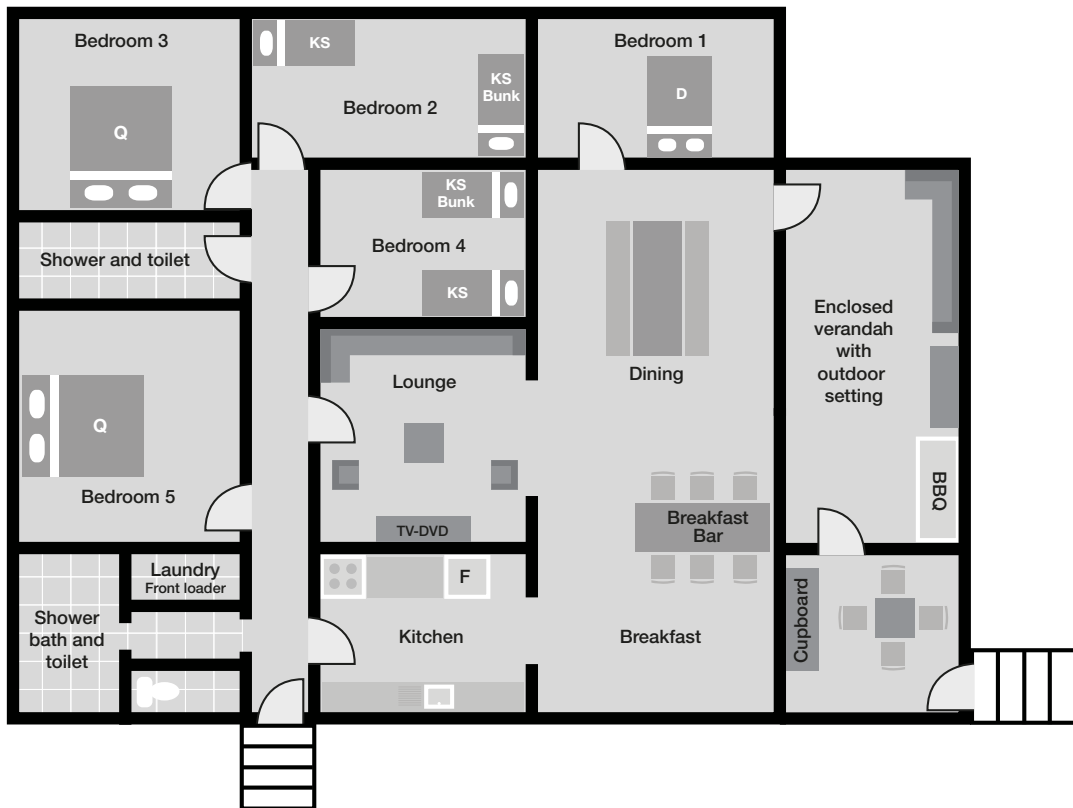 Bedroom 3
Q
KS
Bedroom 2
KS
Bunk
Bedroom 1
D
Shower and toilet
KS
Bunk
Bedroom 4
KS
Enclosed
verandah
with
outdoor
setting
BBQ
Lounge
TV-DVD
Dining
Q
Bedroom 5
Breakfast
Bar
Laundry
Front loader
Shower
bath and
toilet
F
Kitchen
Breakfast
Cupboard